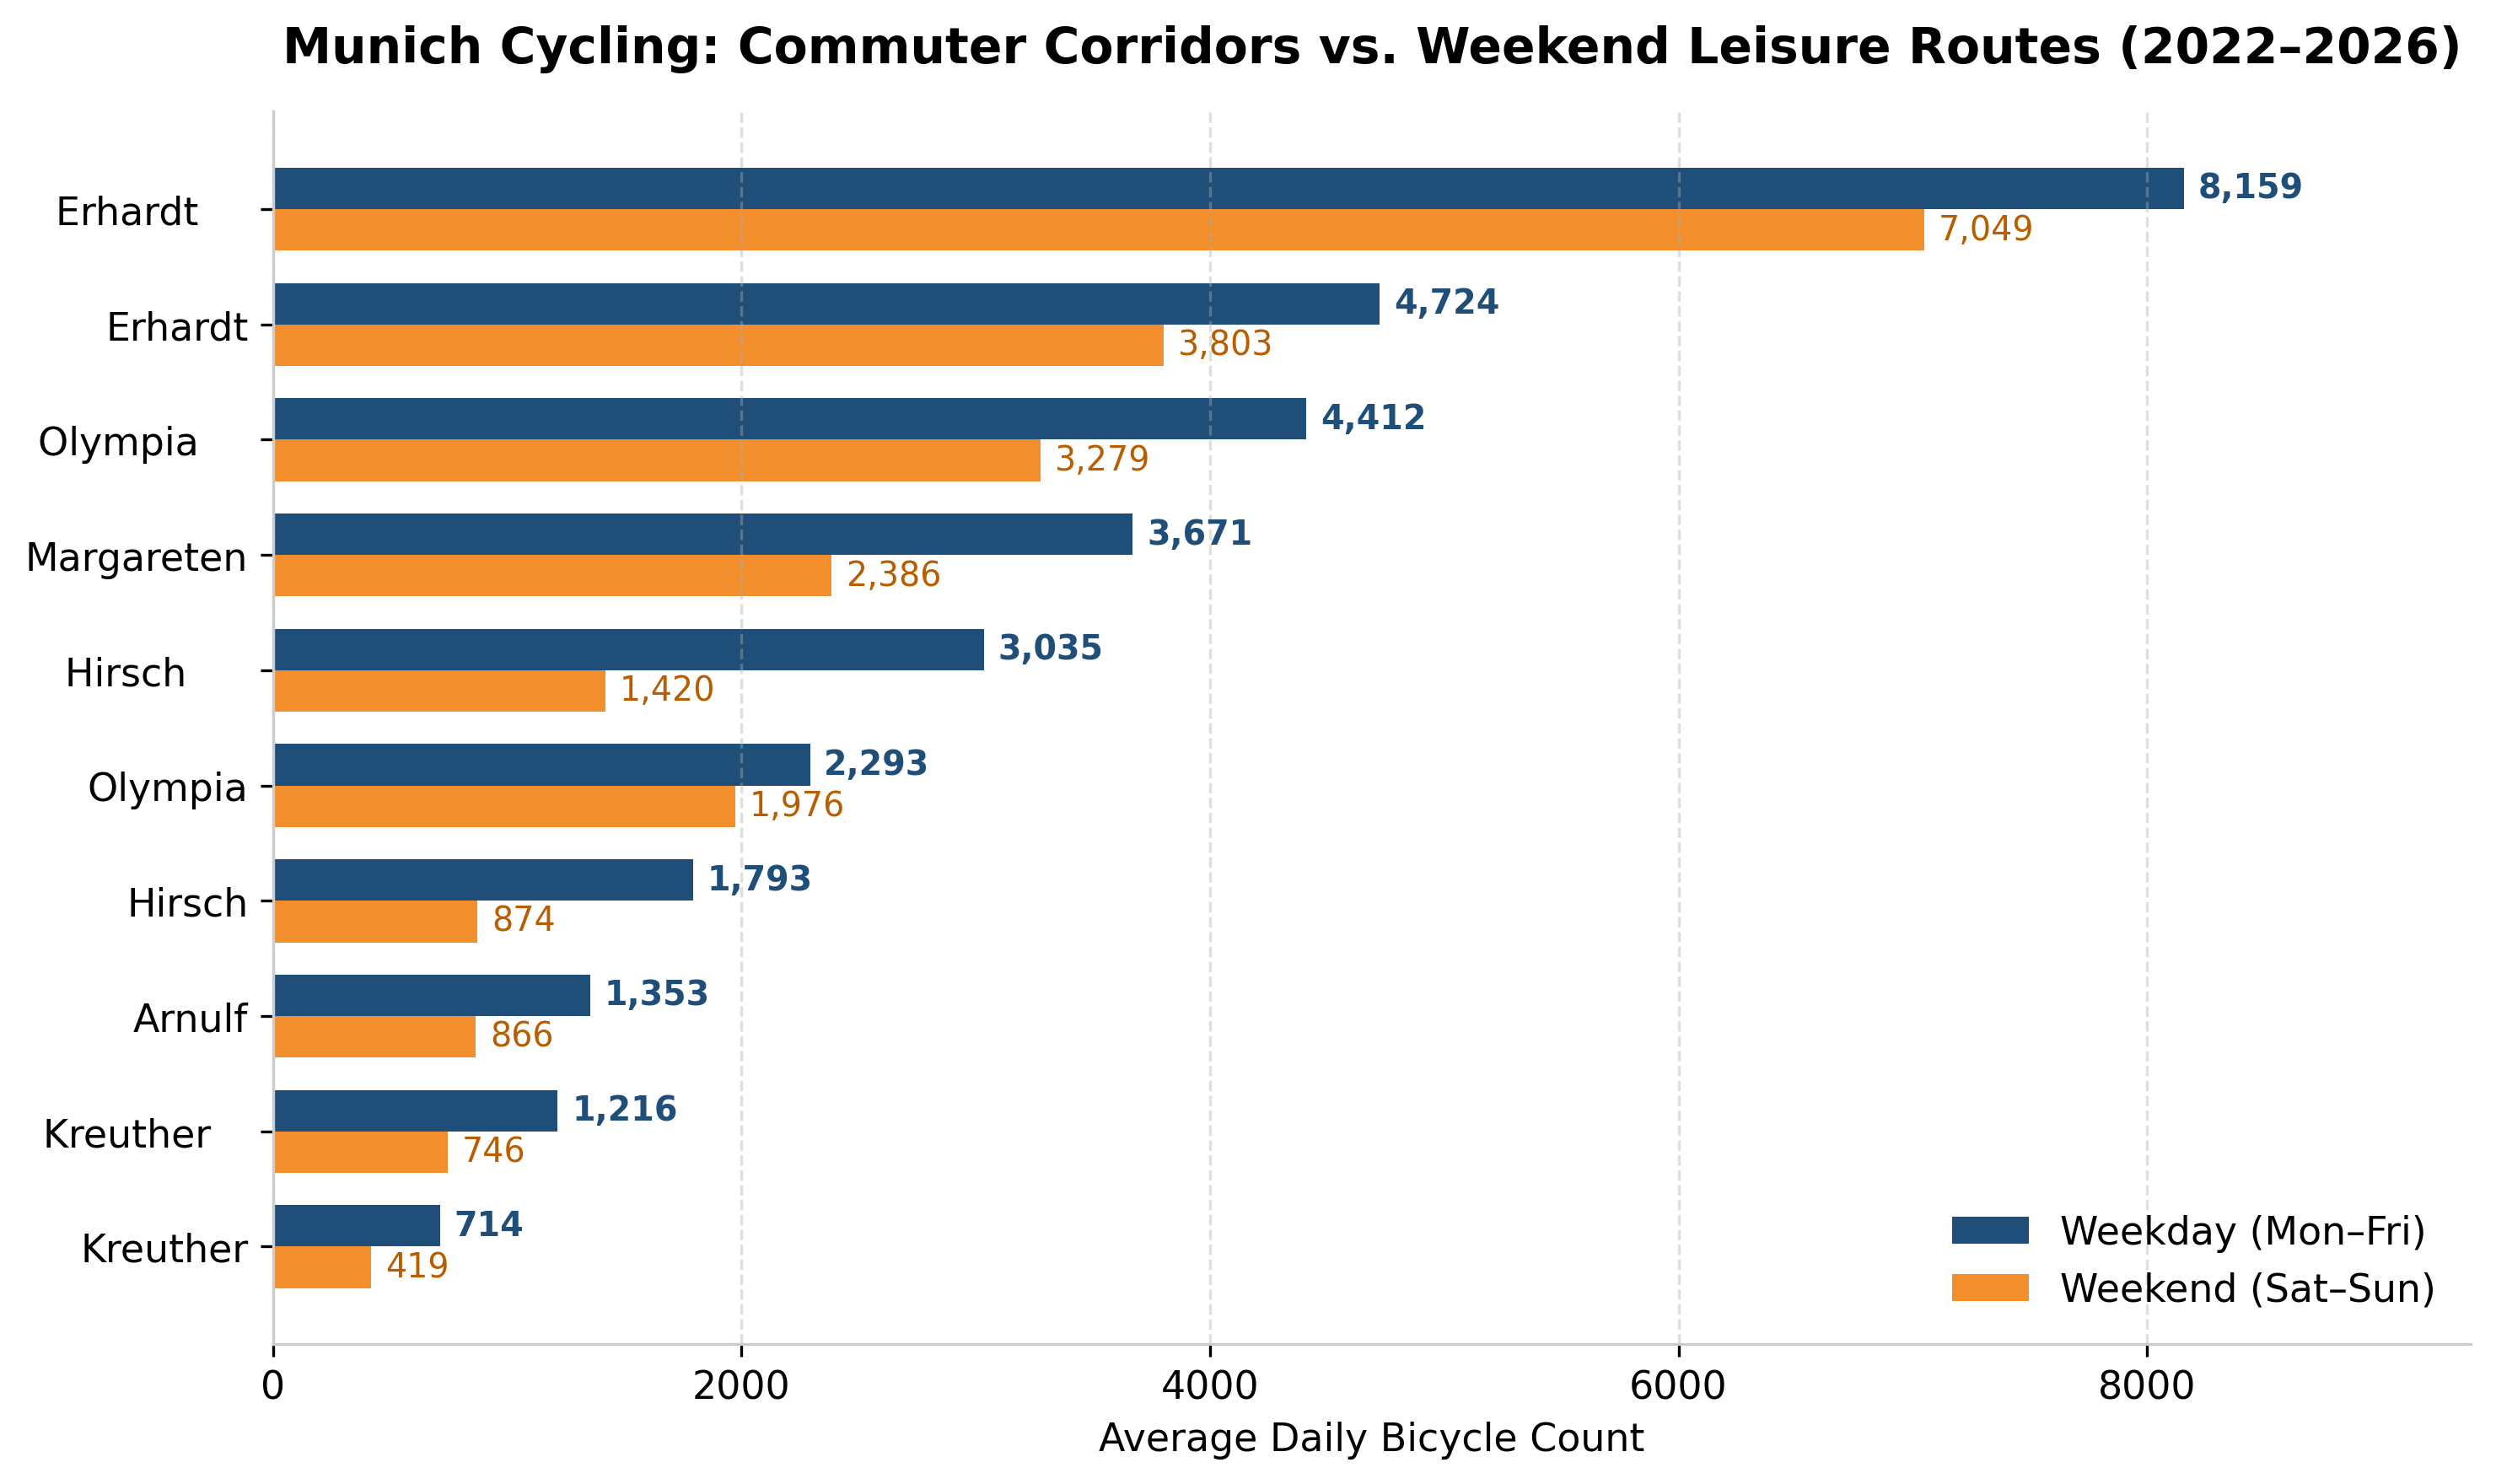 Munich Cycling: Commuter Corridors vs. Weekend Leisure Routes (2022–2026)
Erhardt
8,159
7,049
Erhardt
4,724
3,803
Olympia
4,412
3,279
Margareten
3,671
2,386
Hirsch
3,035
1,420
Olympia
2,293
1,976
Hirsch
1,793
874
Arnulf
1,353
866
Kreuther
1,216
746
Kreuther
714
419
Weekday (Mon–Fri)
Weekend (Sat–Sun)
0 2000 4000 6000 8000
Average Daily Bicycle Count